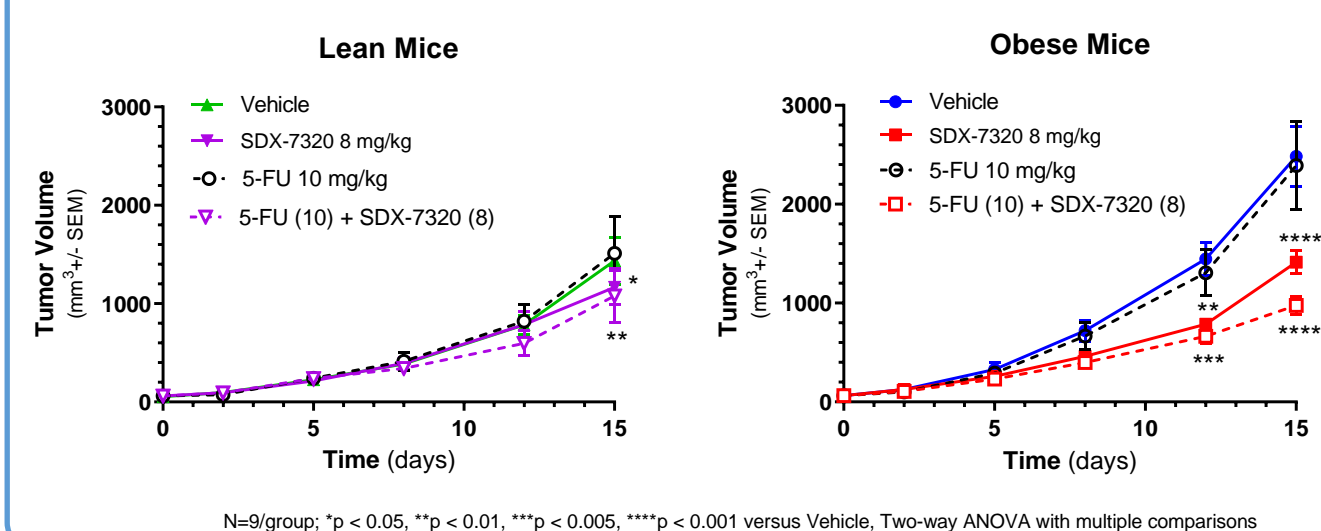 Lean Mice
Vehicle
SDX-7320 8 mg/kg
5-FU 10 mg/kg
5-FU (10) + SDX-7320 (8)
3000
2000
1000
0
Tumor Volume
(mm³+/- SEM)
*
**
0 5 10 15
Time (days)
Obese Mice
Vehicle
SDX-7320 8 mg/kg
5-FU 10 mg/kg
5-FU (10) + SDX-7320 (8)
3000
2000
1000
0
Tumor Volume
(mm³+/- SEM)
****
**
****
***
0 5 10 15
Time (days)
N=9/group; *p < 0.05, **p < 0.01, ***p < 0.005, ****p < 0.001 versus Vehicle, Two-way ANOVA with multiple comparisons